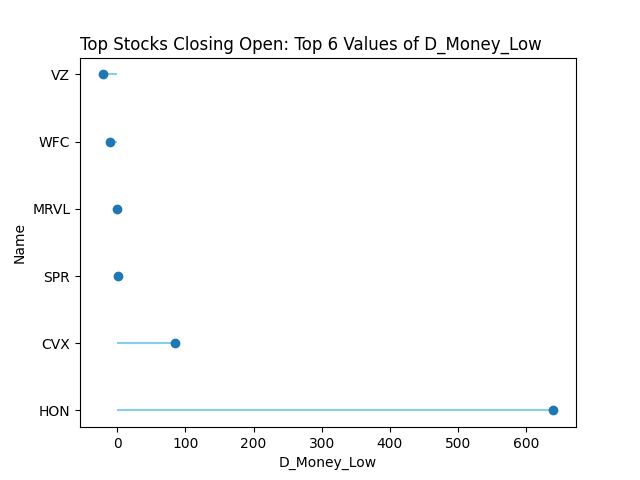 Top Stocks Closing Open: Top 6 Values of D_Money_Low
VZ
WFC
MRVL
SPR
CVX
HON
Name
0 100 200 300 400 500 600
D_Money_Low